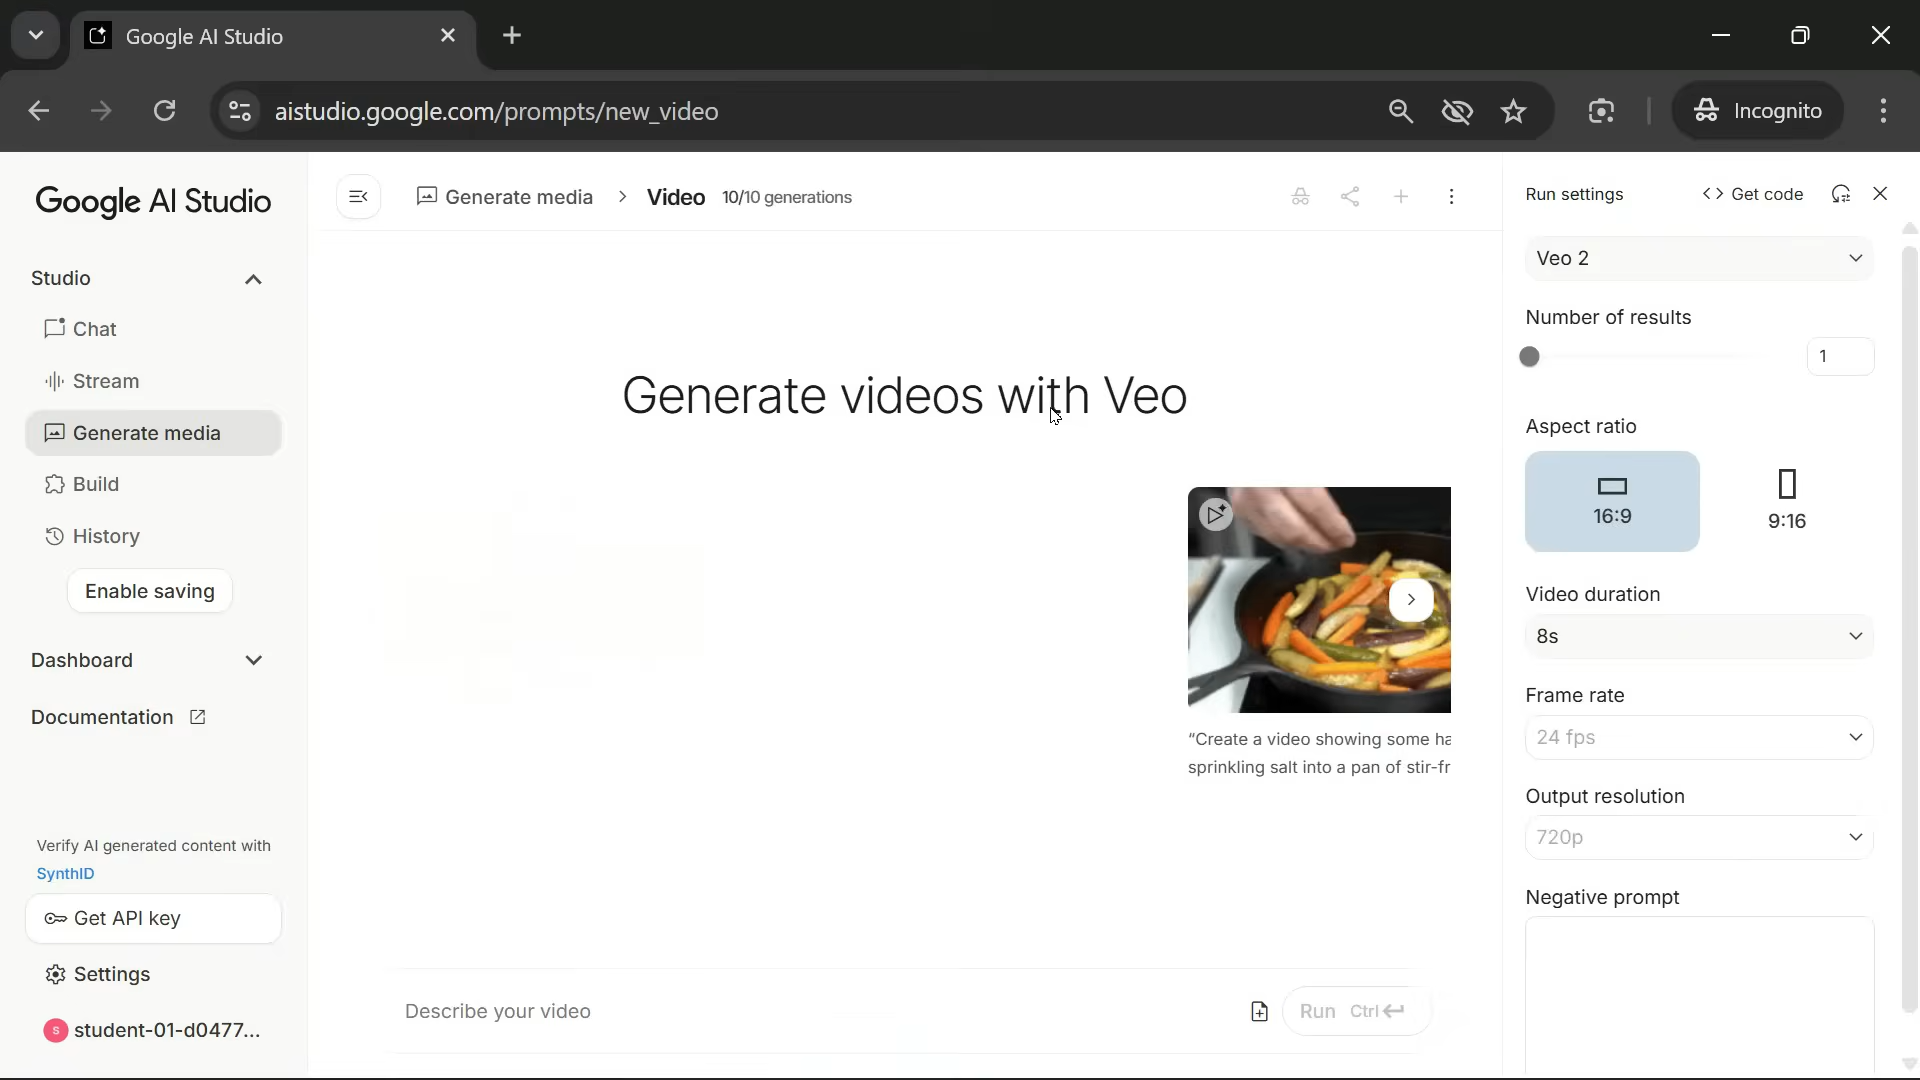 Google AI Studio
aistudio.google.com/prompts/new_video
Incognito
Google AI Studio
Studio
Chat
Stream
Generate media
Build
History
Enable saving
Dashboard
Documentation
Verify AI generated content with
SynthID
Get API key
Settings
s student-01-d0477...
Generate media > Video 10/10 generations
Generate videos with Veo
“Create a video showing some ha
sprinkling salt into a pan of stir-fr
Describe your video
Run Ctrl
Run settings
<> Get code
Veo 2
Number of results
1
Aspect ratio
16:9
9:16
Video duration
8s
Frame rate
24 fps
Output resolution
720p
Negative prompt